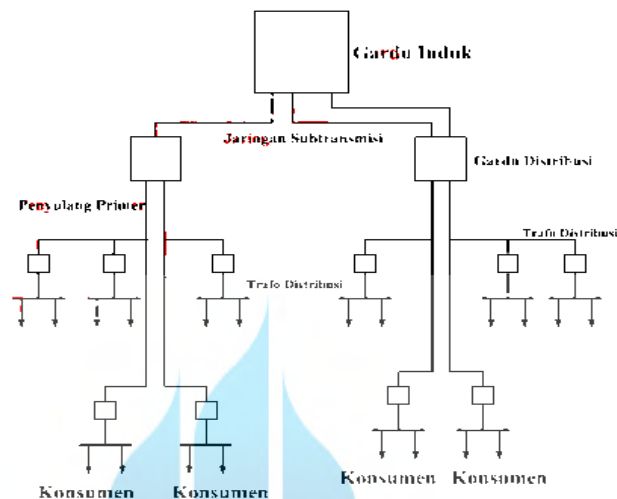 Gardu Induk
Jaringan Subtransmisi
Gardu Distribusi
Penyulang Primer
Trafo Distribusi
Trafo Distribusi
Konsumen Konsumen
Konsumen Konsumen